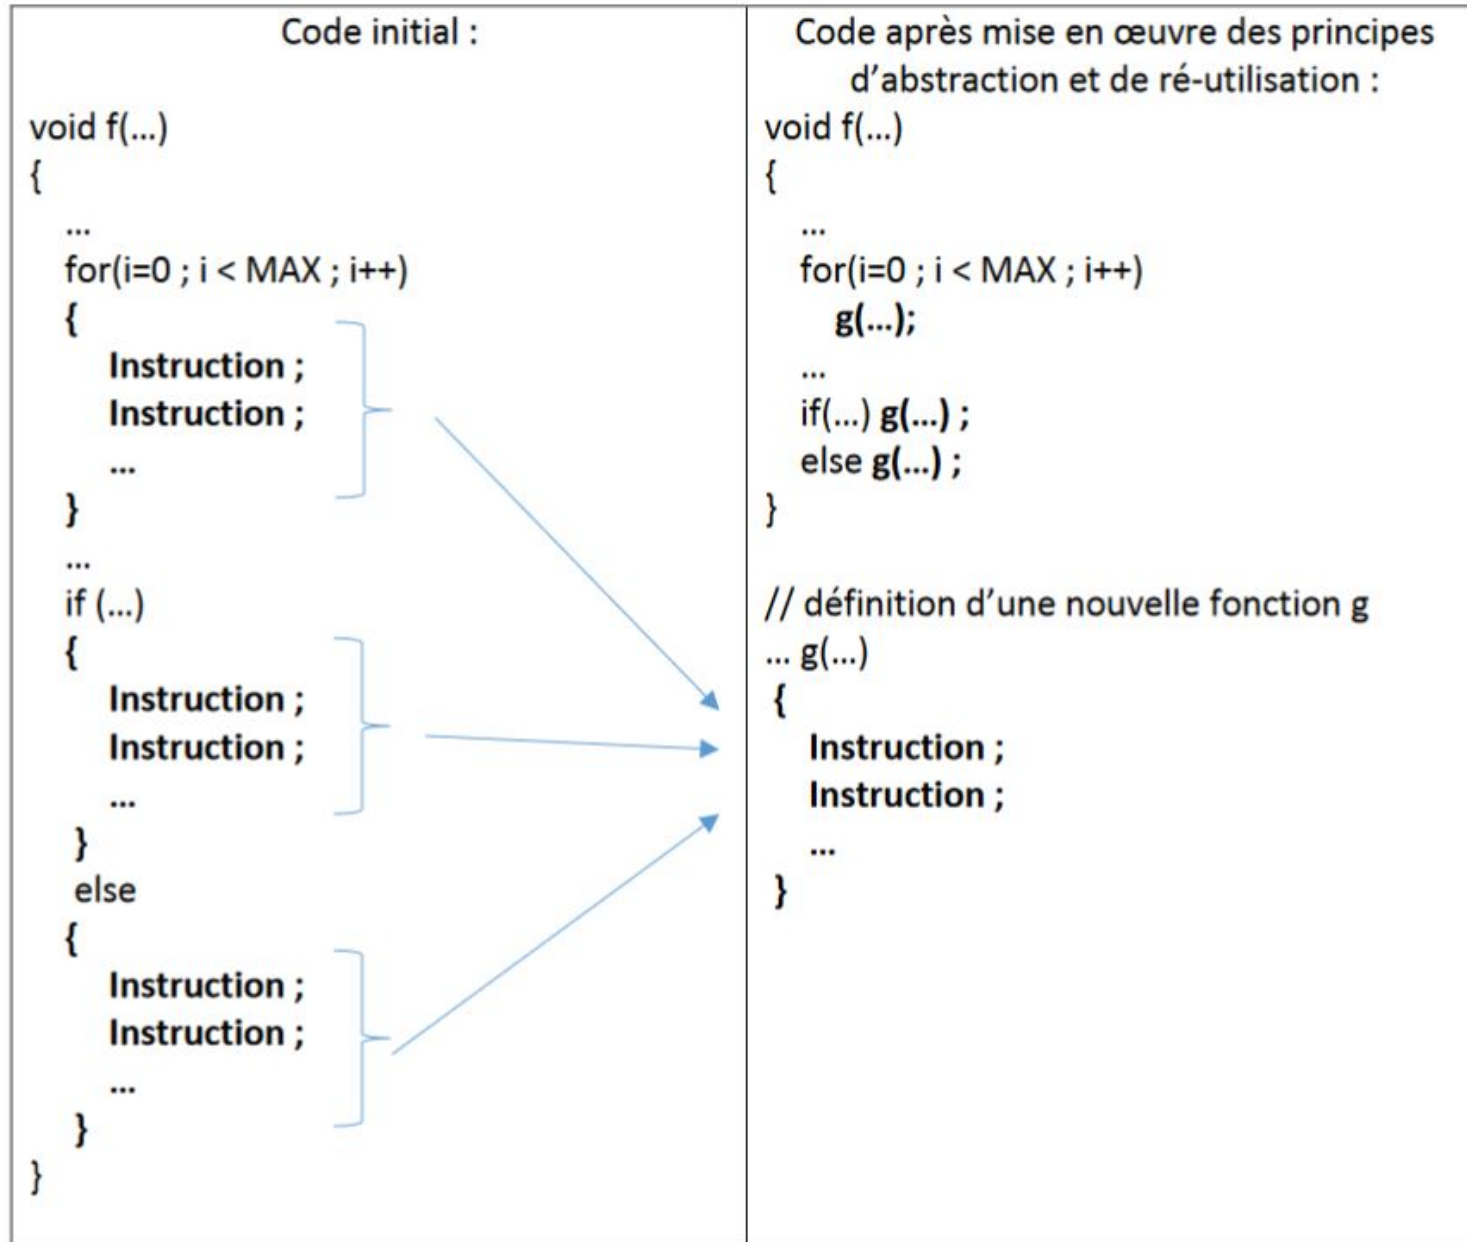 Code initial :
void f(...)
{
...
for(i=0 ; i < MAX ; i++)
{
Instruction ;
Instruction ;
...
}
...
if (...)
{
Instruction ;
Instruction ;
...
}
else
{
Instruction ;
Instruction ;
...
}
}
Code après mise en œuvre des principes
d’abstraction et de ré-utilisation :
void f(...)
{
...
for(i=0 ; i < MAX ; i++)
g(...);
...
if(...) g(...) ;
else g(...) ;
}
// définition d’une nouvelle fonction g
... g(...)
{
Instruction ;
Instruction ;
...
}